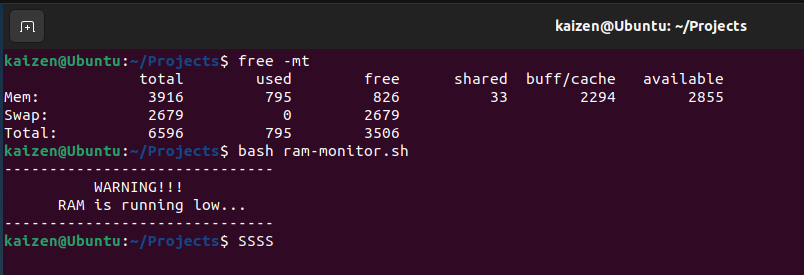 kaizen@Ubuntu: ~/Projects
kaizen@Ubuntu:~/Projects$ free -mt
total used free shared buff/cache available
Mem: 3916 795 826 33 2294 2855
Swap: 2679 0 2679
Total: 6596 795 3506
kaizen@Ubuntu:~/Projects$ bash ram-monitor.sh
------------------------------
WARNING!!!
RAM is running low...
------------------------------
kaizen@Ubuntu:~/Projects$ SSSS